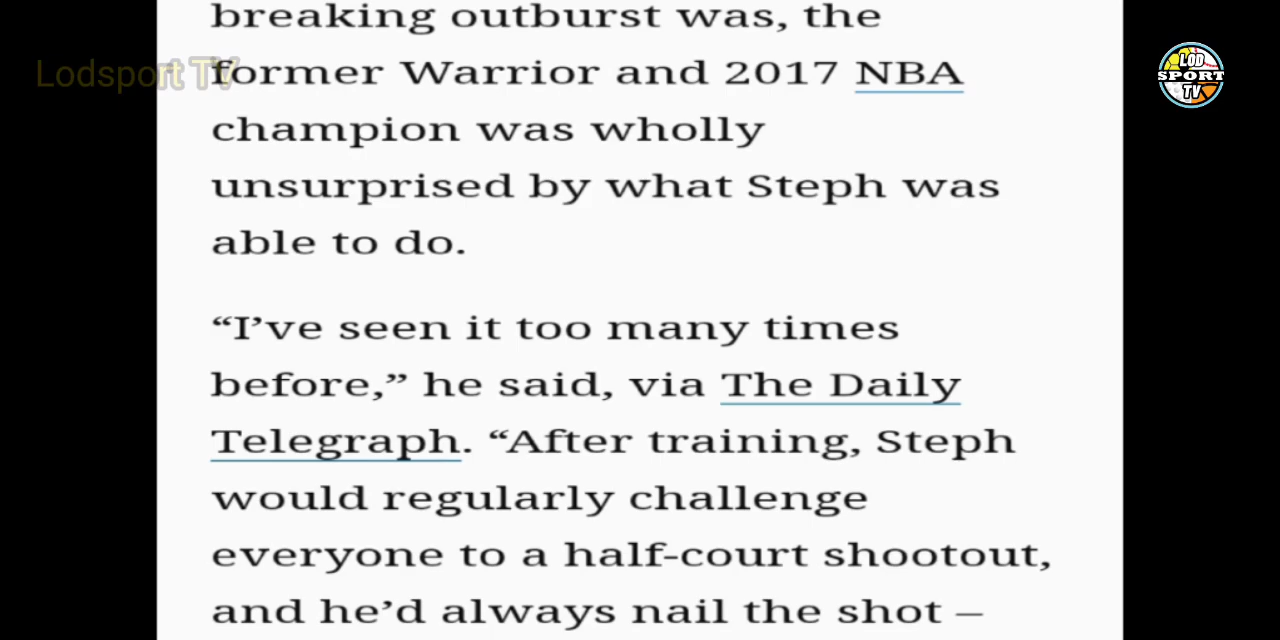 breaking outburst was, the
Lodsport TV
former Warrior and 2017 NBA
LOD
SPORT
TV
champion was wholly
unsurprised by what Steph was
able to do.
“I’ve seen it too many times
before,” he said, via The Daily
Telegraph. “After training, Steph
would regularly challenge
everyone to a half-court shootout,
and he’d always nail the shot –